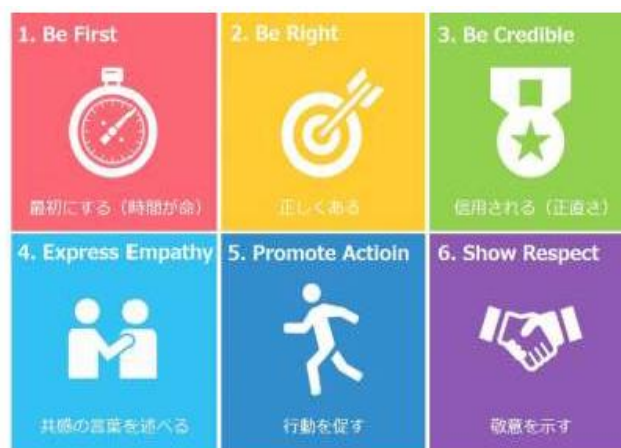 1. Be First
最初にする（時間が命）
2. Be Right
正しくある
3. Be Credible
信用される（正直さ）
4. Express Empathy
共感の言葉を述べる
5. Promote Actioin
行動を促す
6. Show Respect
敬意を示す